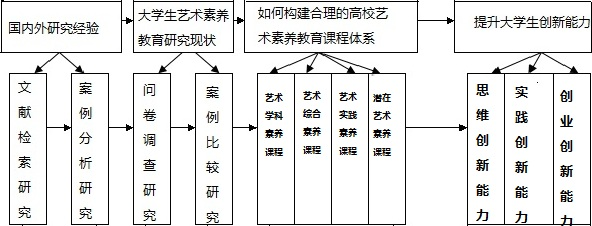 国内外研究经验
大学生艺术素养
教育研究现状
如何构建合理的高校艺
术素养教育课程体系
提升大学生创新能力
文献检索研究
案例分析研究
问卷调查研究
案例比较研究
艺术
学科
素养
课程
艺术
综合
素养
课程
艺术
实践
素养
课程
潜在
艺术
素养
课程
思维创新能力
实践创新能力
创业创新能力